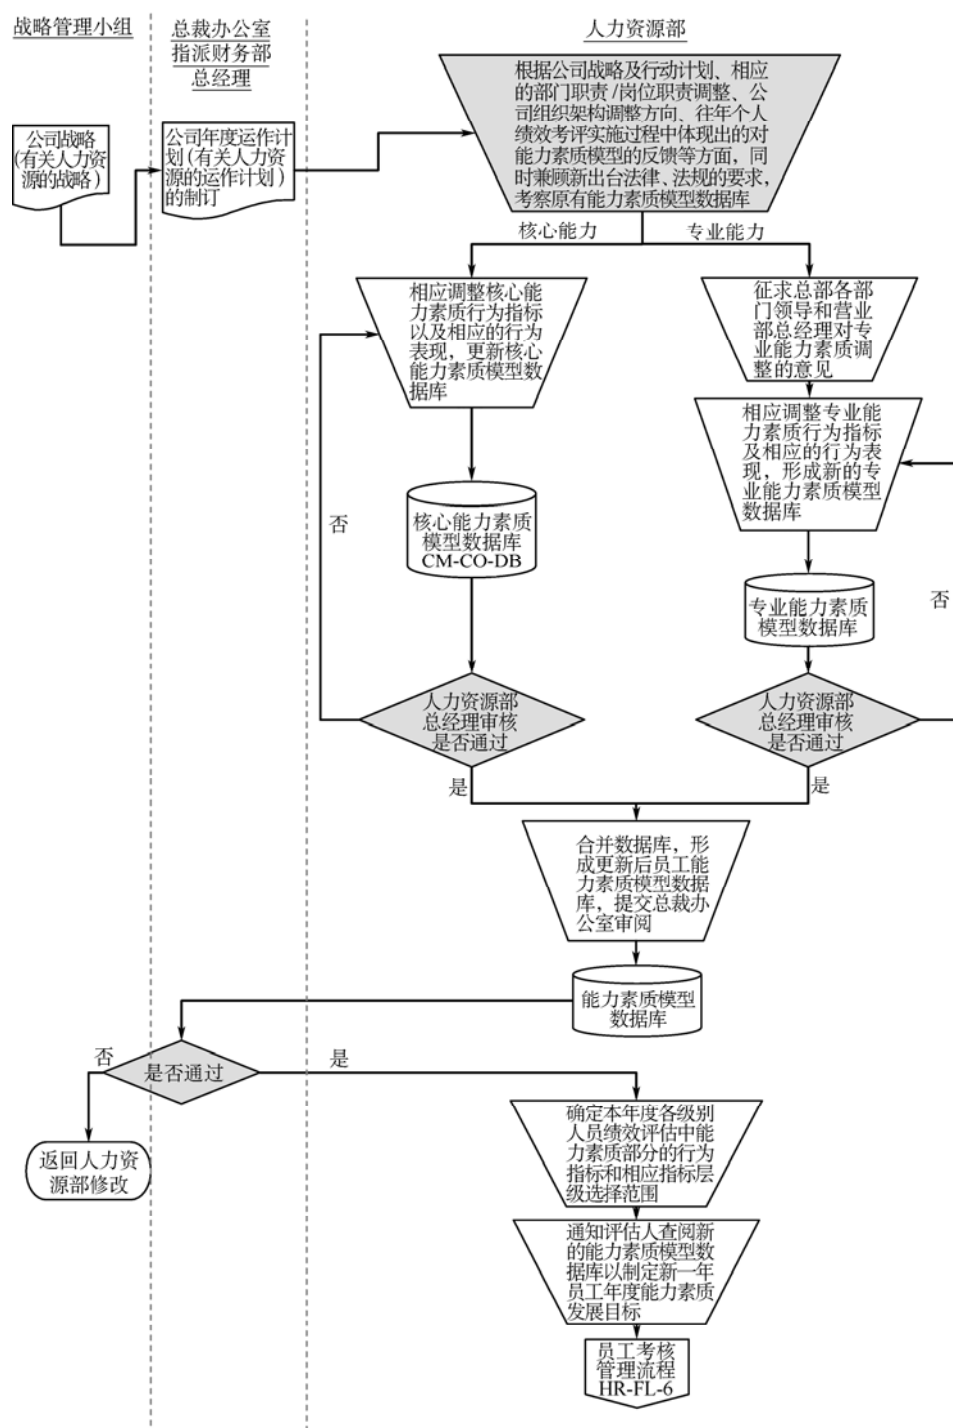 战略管理小组
总裁办公室
指派财务部
总经理
人力资源部
公司战略
(有关人力资
源的战略)
公司年度运作计
划(有关人力资
源的运作计划)
的制订
根据公司战略及行动计划、相应
的部门职责/岗位职责调整、公
司组织架构调整方向、往年个人
绩效考评实施过程中体现出的对
能力素质模型的反馈等方面，同
时兼顾新出台法律、法规的要求，
考察原有能力素质模型数据库
核心能力
专业能力
相应调整核心能
力素质行为指标
以及相应的行为
表现，更新核心
能力素质模型数
据库
征求总部各部
门领导和营业
部总经理对专
业能力素质调
整的意见
相应调整专业能
力素质行为指标
及相应的行为表
现，形成新的专
业能力素质模型
数据库
否
核心能力素质
模型数据库
CM-CO-DB
专业能力素质
模型数据库
否
人力资源部
总经理审核
是否通过
人力资源部
总经理审核
是否通过
是
是
合并数据库，形
成更新后员工能
力素质模型数据
库，提交总裁办
公室审阅
能力素质模型
数据库
否
是否通过
是
返回人力资
源部修改
确定本年度各级别
人员绩效评估中能
力素质部分的行为
指标和相应指标层
级选择范围
通知评估人查阅新
的能力素质模型数
据库以制定新一年
员工年度能力素质
发展目标
员工考核
管理流程
HR-FL-6